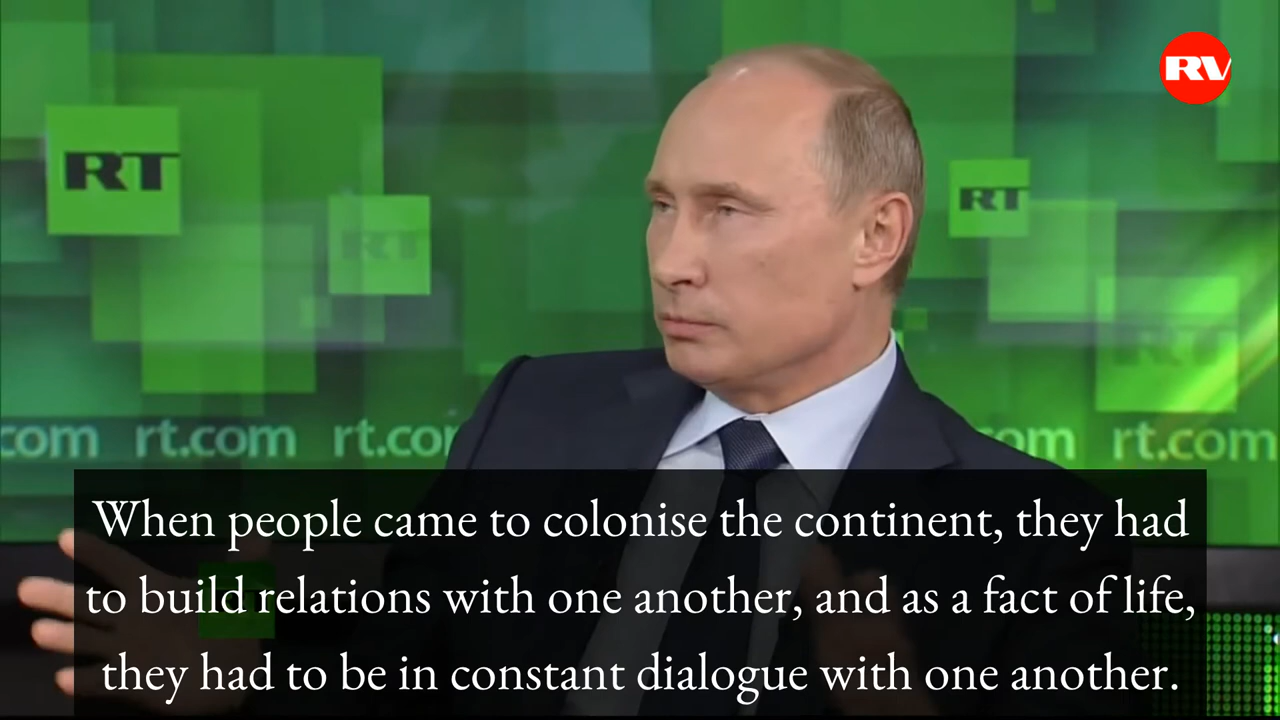 RV
RT
RT
RT
RT
.com rt.com rt.co
om rt.com
When people came to colonise the continent, they had
to build relations with one another, and as a fact of life,
they had to be in constant dialogue with one another.